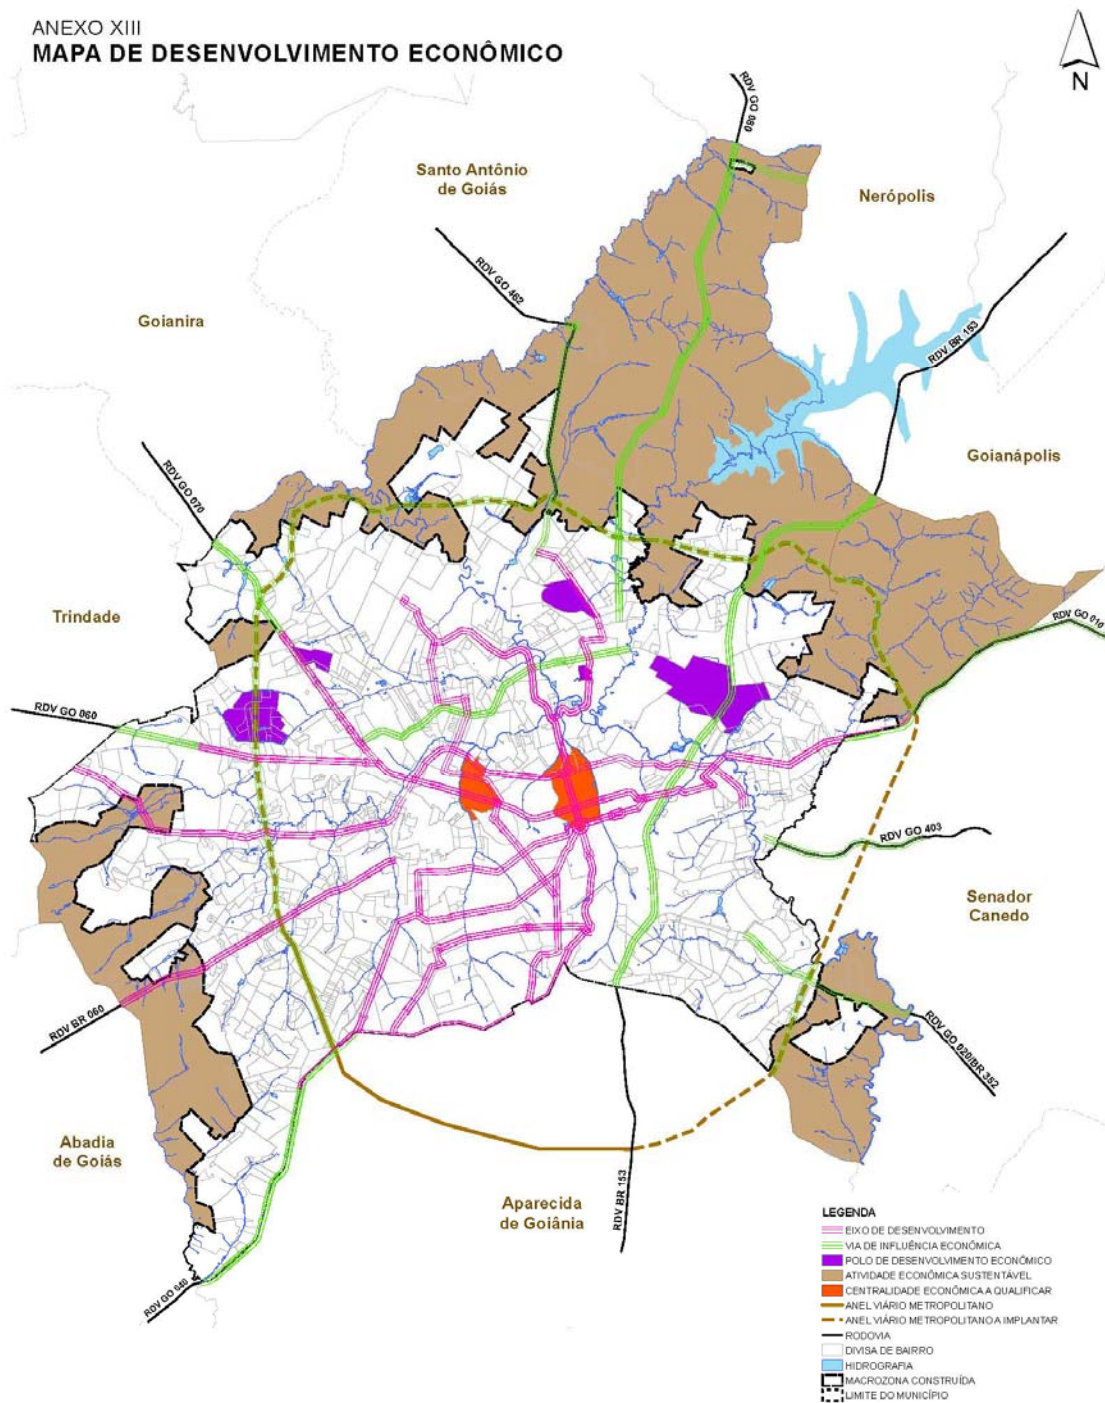 ANEXO XIII
MAPA DE DESENVOLVIMENTO ECONÔMICO
N
RDV GO 080
Santo Antônio
de Goiás
Nerópolis
RDV GO 462
Goianira
RDV BR 153
Goianápolis
RDV GO 070
Trindade
RDV GO 010
RDV GO 060
RDV GO 403
Senador
Canedo
RDV BR 060
RDV GO 020/BR 352
Abadia
de Goiás
Aparecida
de Goiânia
RDV BR 153
RDV GO 040
LEGENDA
EIXO DE DESENVOLVIMENTO
VIA DE INFLUÊNCIA ECONÔMICA
POLO DE DESENVOLVIMENTO ECONÔMICO
ATIVIDADE ECONÔMICA SUSTENTÁVEL
CENTRALIDADE ECONÔMICA A QUALIFICAR
ANEL VIÁRIO METROPOLITANO
ANEL VIÁRIO METROPOLITANO A IMPLANTAR
RODOVIA
DIVISA DE BAIRRO
HIDROGRAFIA
MACROZONA CONSTRUÍDA
LIMITE DO MUNICÍPIO